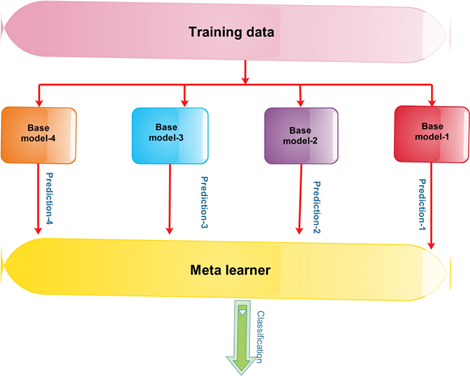 Training data
Base
model-4
Base
model-3
Base
model-2
Base
model-1
Prediction-4
Prediction-3
Prediction-2
Prediction-1
Meta learner
Classification